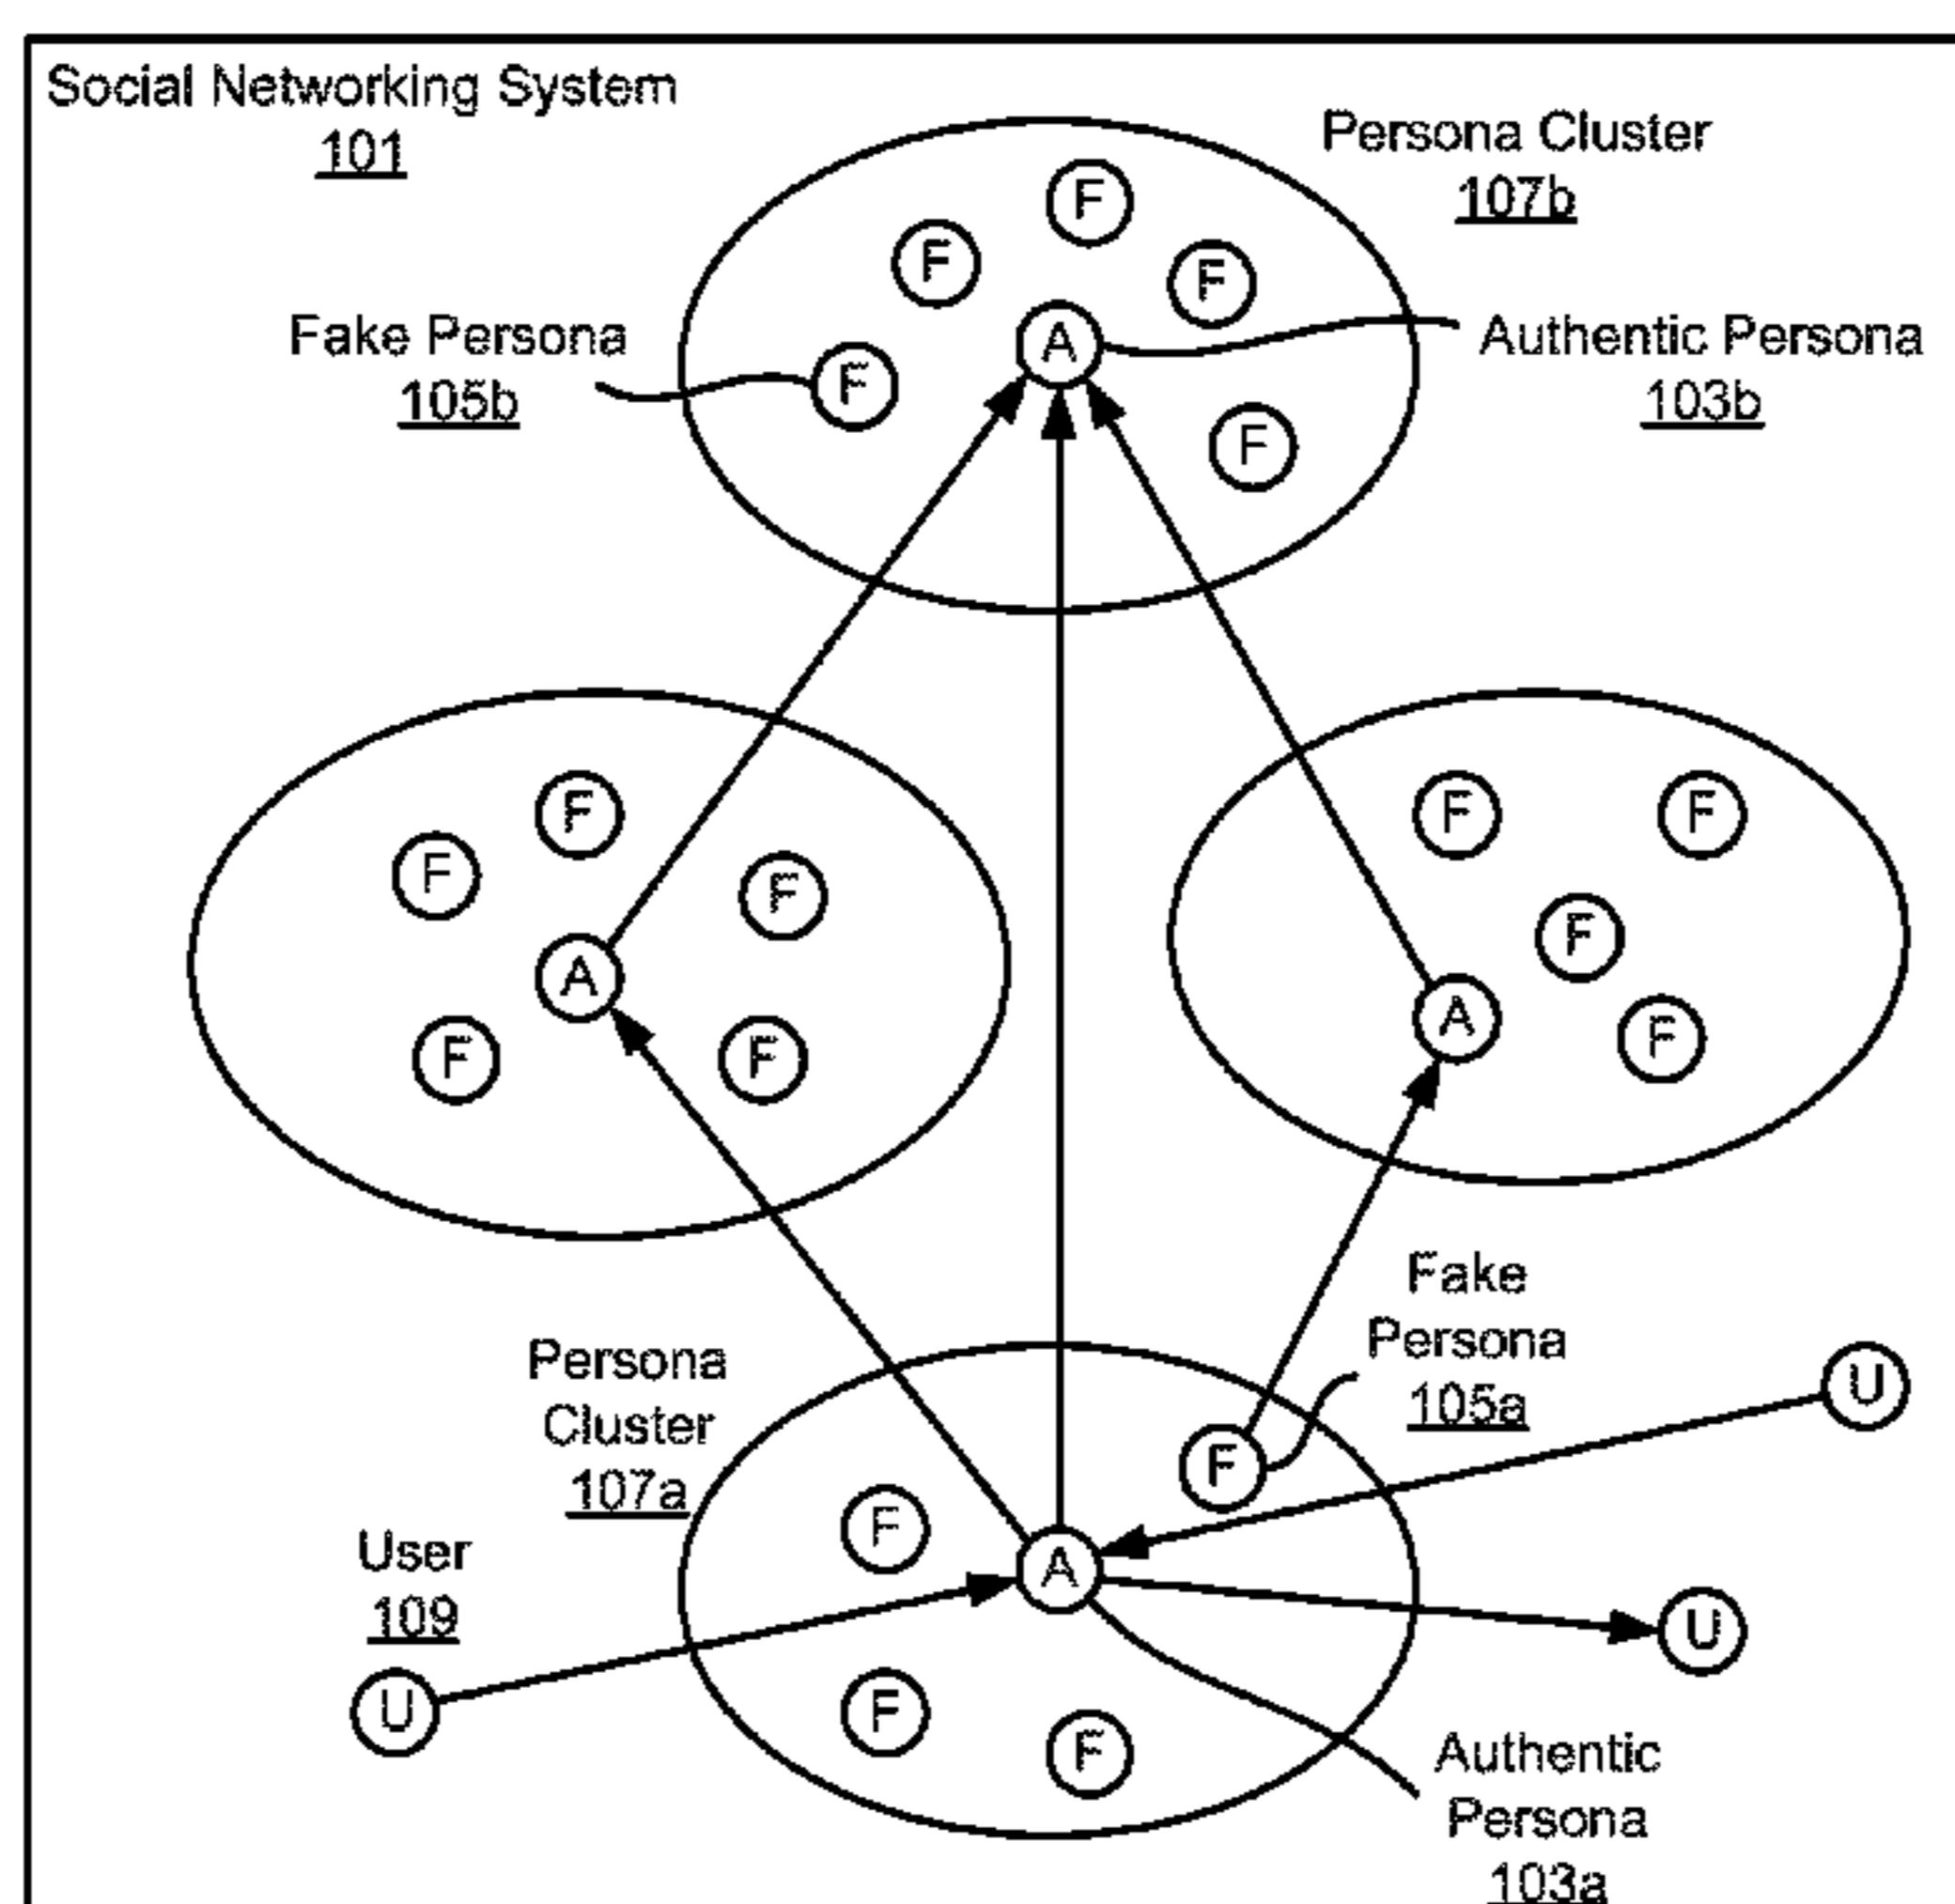 Social Networking System
101
Persona Cluster
107b
F
F
F
Fake Persona
105b
F
A
Authentic Persona
103b
F
F
F
F
A
F
F
F
F
F
A
F
Fake
Persona
105a
Persona
Cluster
107a
U
F
F
A
User
109
U
U
F
F
Authentic
Persona
103a